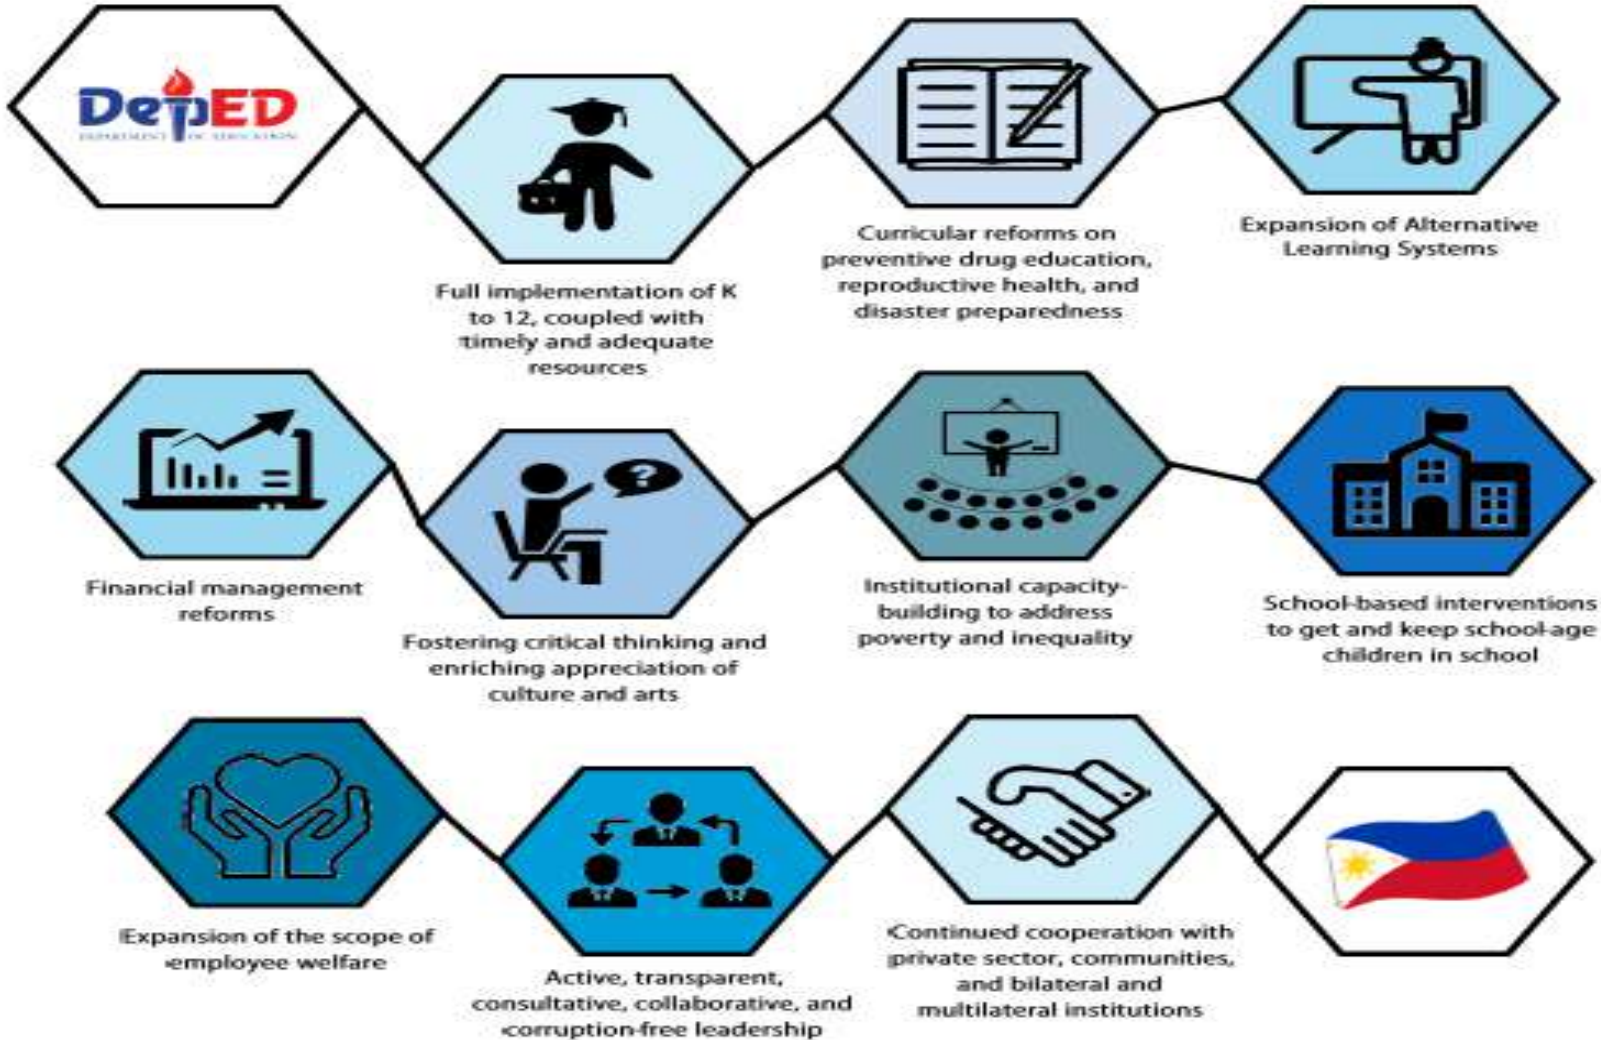 DepED
DEPARTMENT OF EDUCATION
Full implementation of K
to 12, coupled with
timely and adequate
resources
Curricular reforms on
preventive drug education,
reproductive health, and
disaster preparedness
Expansion of Alternative
Learning Systems
Financial management
reforms
Fostering critical thinking and
enriching appreciation of
culture and arts
?
Institutional capacity-
building to address
poverty and inequality
School-based interventions
to get and keep school-age
children in school
Expansion of the scope of
employee welfare
Active, transparent,
consultative, collaborative, and
corruption-free leadership
Continued cooperation with
private sector, communities,
and bilateral and
multilateral institutions